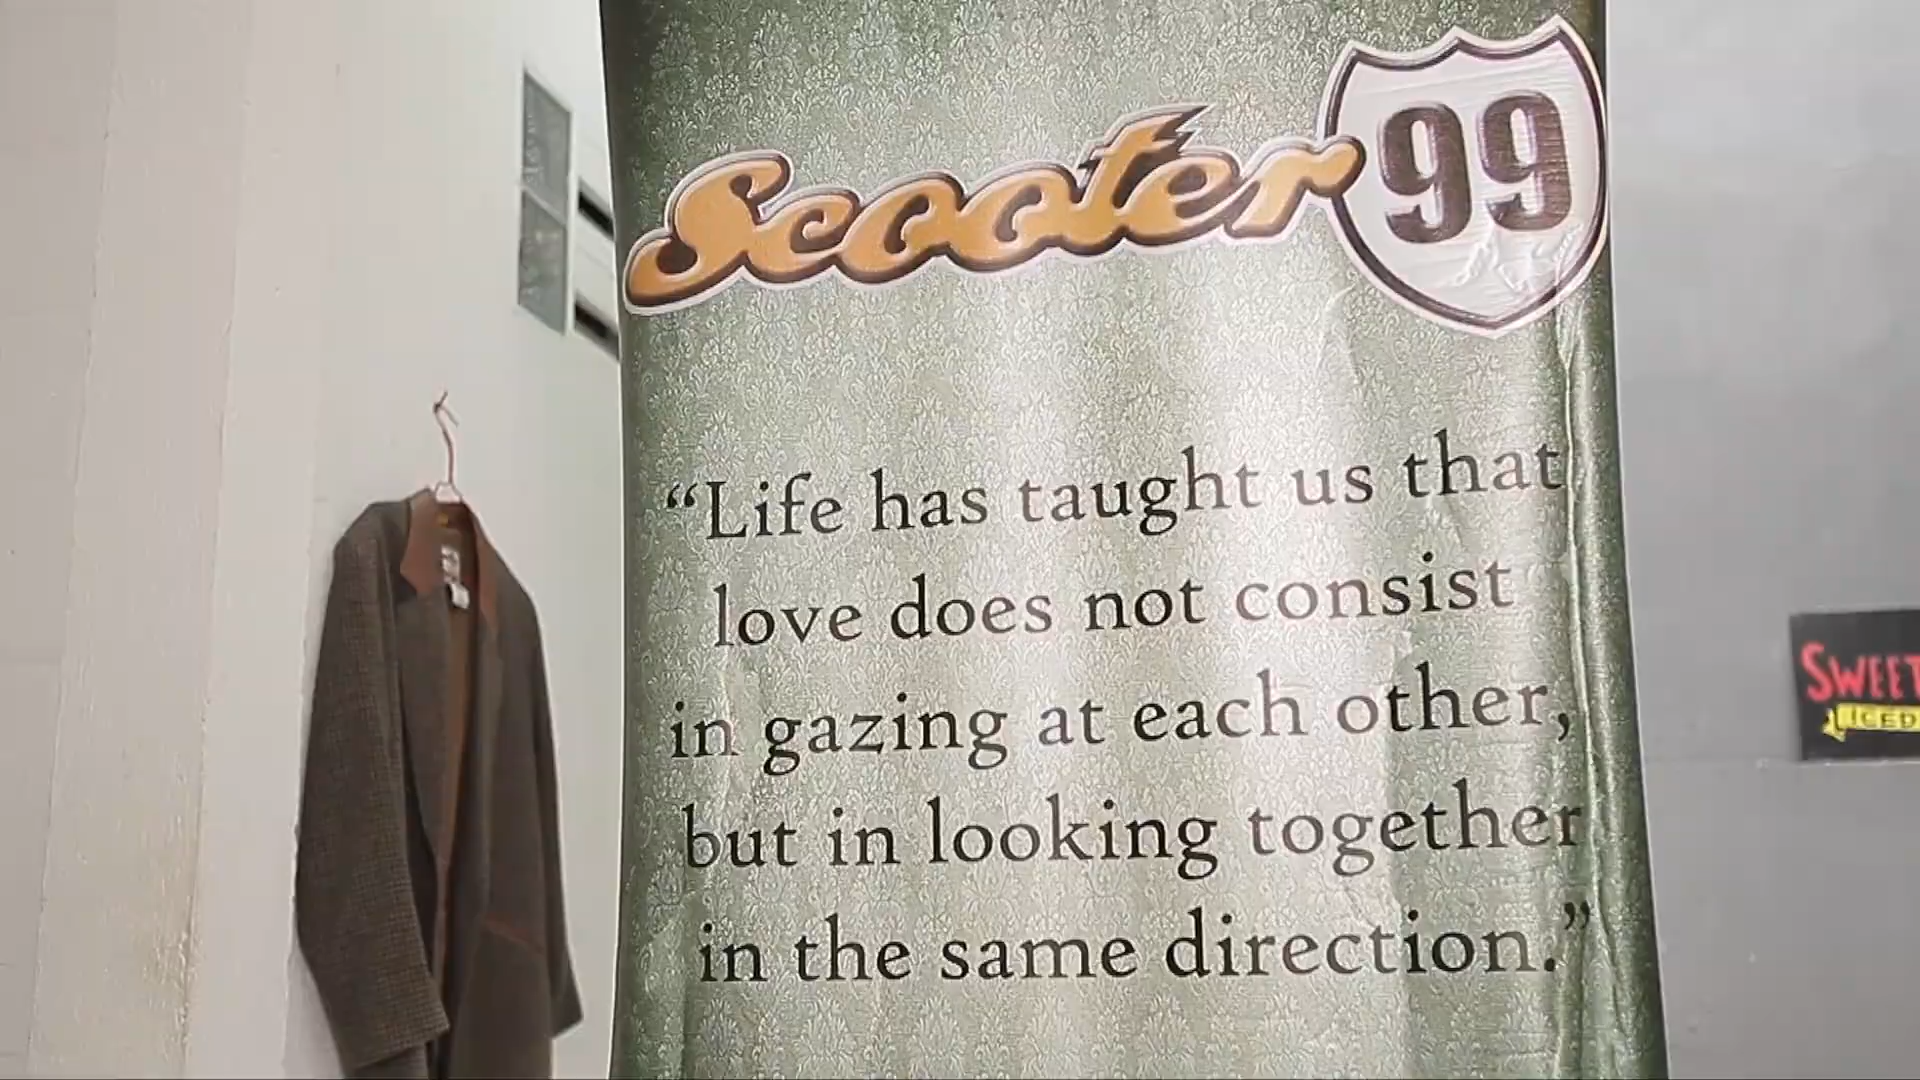 Scooter 99
“Life has taught us that
love does not consist
in gazing at each other,
but in looking together
in the same direction.”
SWEET
ICED